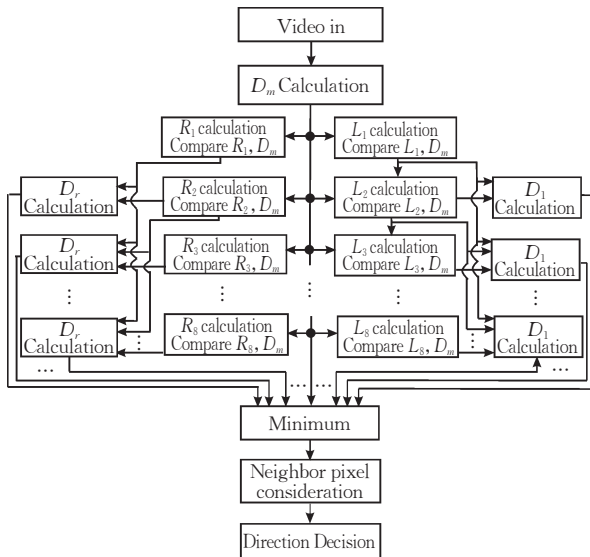 Video in
D_m Calculation
R_1 calculation
Compare R_1, D_m
L_1 calculation
Compare L_1, D_m
D_r
Calculation
R_2 calculation
Compare R_2, D_m
L_2 calculation
Compare L_2, D_m
D_1
Calculation
D_r
Calculation
R_3 calculation
Compare R_3, D_m
L_3 calculation
Compare L_3, D_m
D_1
Calculation
⋮ ⋮ ⋮ ⋮ ⋮
D_r
Calculation
⋮
R_8 calculation
Compare R_8, D_m
L_8 calculation
Compare L_8, D_m
⋮
D_1
Calculation
... ... ... ...
Minimum
Neighbor pixel
consideration
Direction Decision